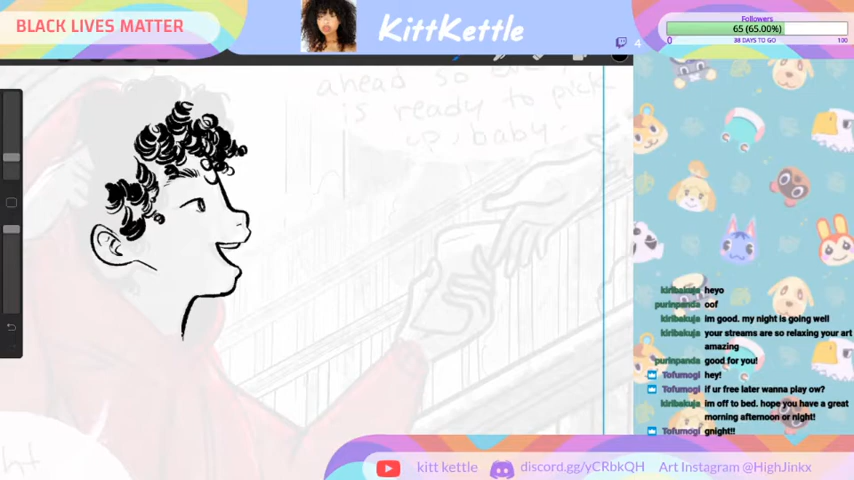 BLACK LIVES MATTER
KittKettle
4
Followers
65 (65.00%)
0
38 DAYS TO GO
100
ahead so
is ready to pick
up, baby.
kiribakuja heyo
purinpanda oof
kiribakuja im good. my night is going well
kiribakuja your streams are so relaxing your art
amazing
purinpanda good for you!
Tofumogi hey!
Tofumogi if ur free later wanna play ow?
kiribakuja im off to bed. hope you have a great
morning afternoon or night!
Tofumogi gnight!!
ht
kitt kettle
discord.gg/yCRbkQH
Art Instagram @HighJinkx